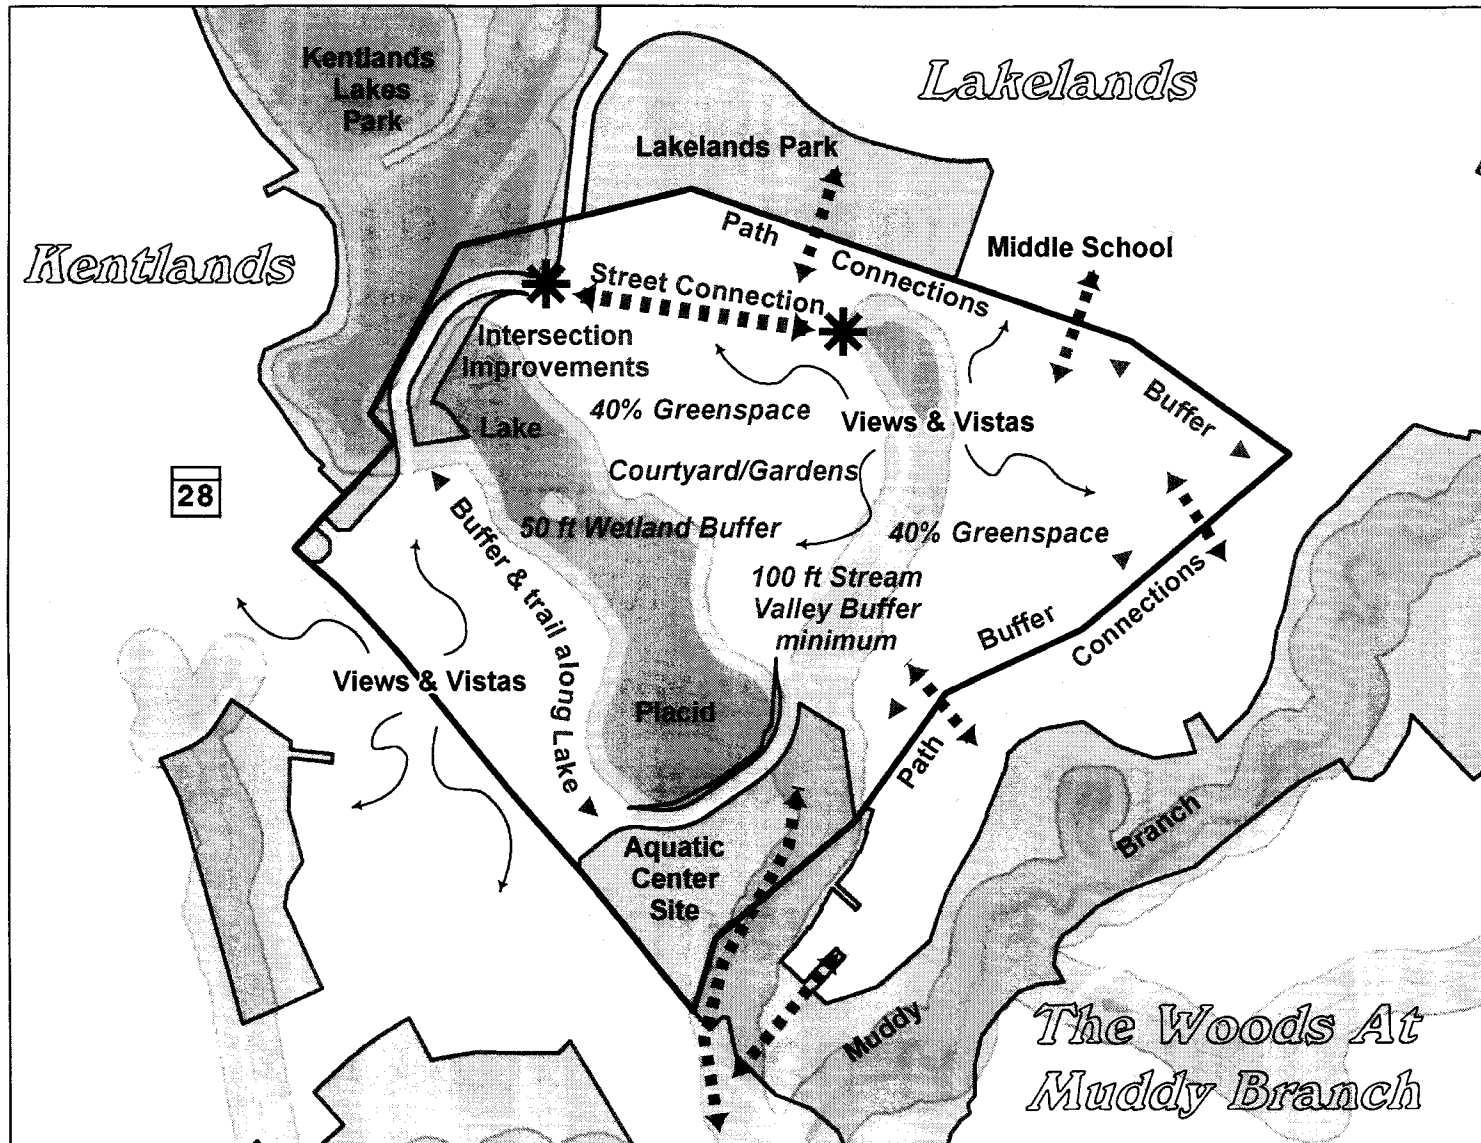 Kentlands
Lakes
Park
Lakelands
Lakelands Park
Kentlands
Path
Connections
Middle School
Street Connection
Intersection
Improvements
40% Greenspace
Views & Vistas
Buffer
Lake
Courtyard/Gardens
28
50 ft Wetland Buffer
40% Greenspace
Buffer & trail along Lake
100 ft Stream
Valley Buffer
minimum
Buffer
Connections
Views & Vistas
Placid
Path
Aquatic
Center
Site
Branch
Muddy
The Woods At
Muddy Branch